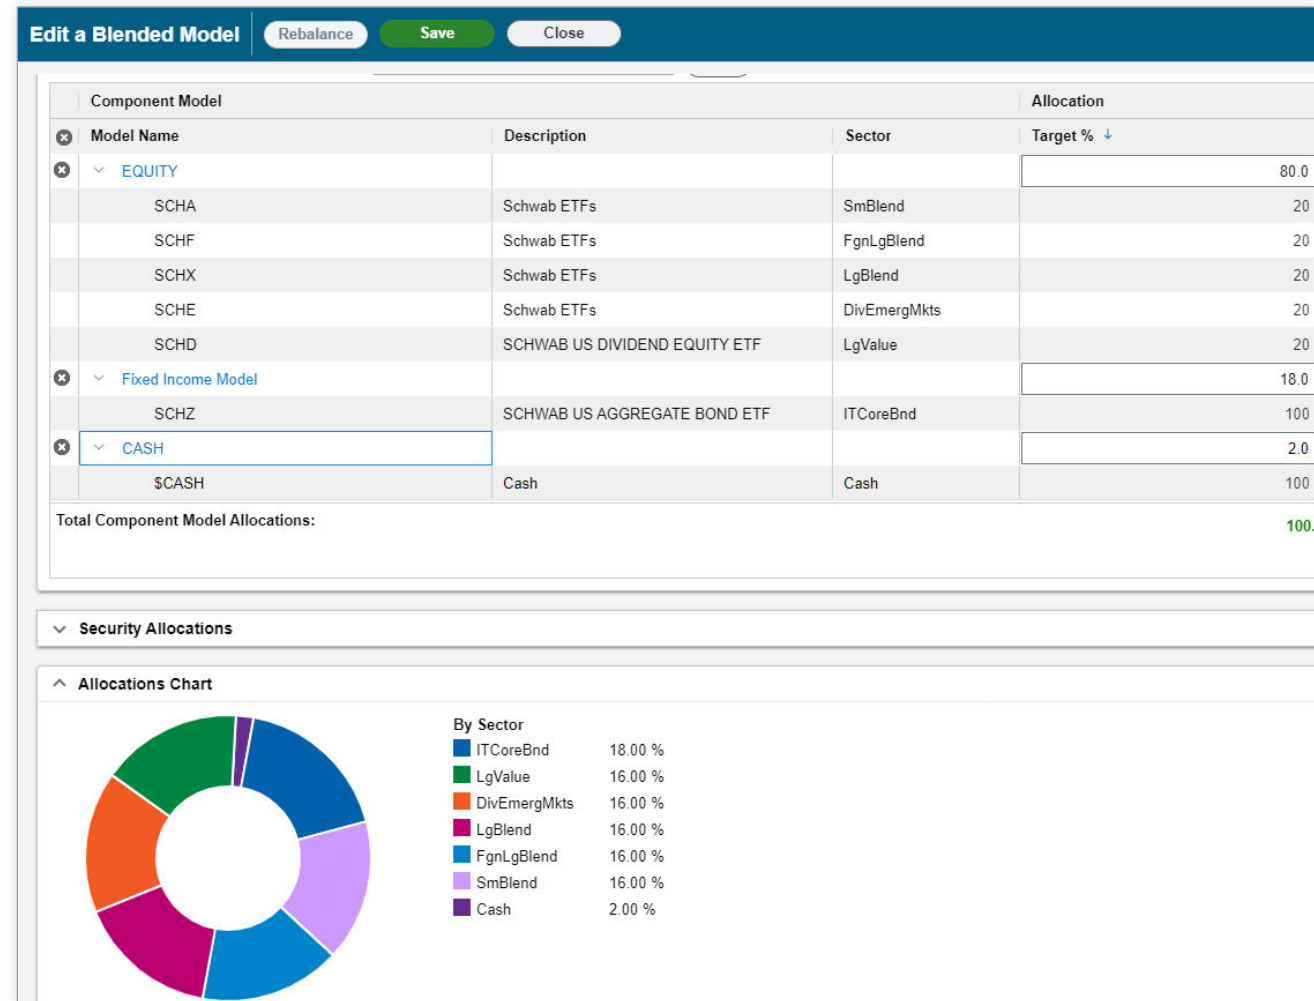 Edit a Blended Model Rebalance Save Close
Component Model Allocation
Model Name Description Sector Target % ↓
EQUITY 80.0
SCHA Schwab ETFs SmBlend 20
SCHF Schwab ETFs FgnLgBlend 20
SCHX Schwab ETFs LgBlend 20
SCHE Schwab ETFs DivEmergMkts 20
SCHD SCHWAB US DIVIDEND EQUITY ETF LgValue 20
Fixed Income Model 18.0
SCHZ SCHWAB US AGGREGATE BOND ETF ITCoreBnd 100
CASH 2.0
$CASH Cash Cash 100
Total Component Model Allocations: 100.
Security Allocations
Allocations Chart
By Sector
ITCoreBnd 18.00 %
LgValue 16.00 %
DivEmergMkts 16.00 %
LgBlend 16.00 %
FgnLgBlend 16.00 %
SmBlend 16.00 %
Cash 2.00 %